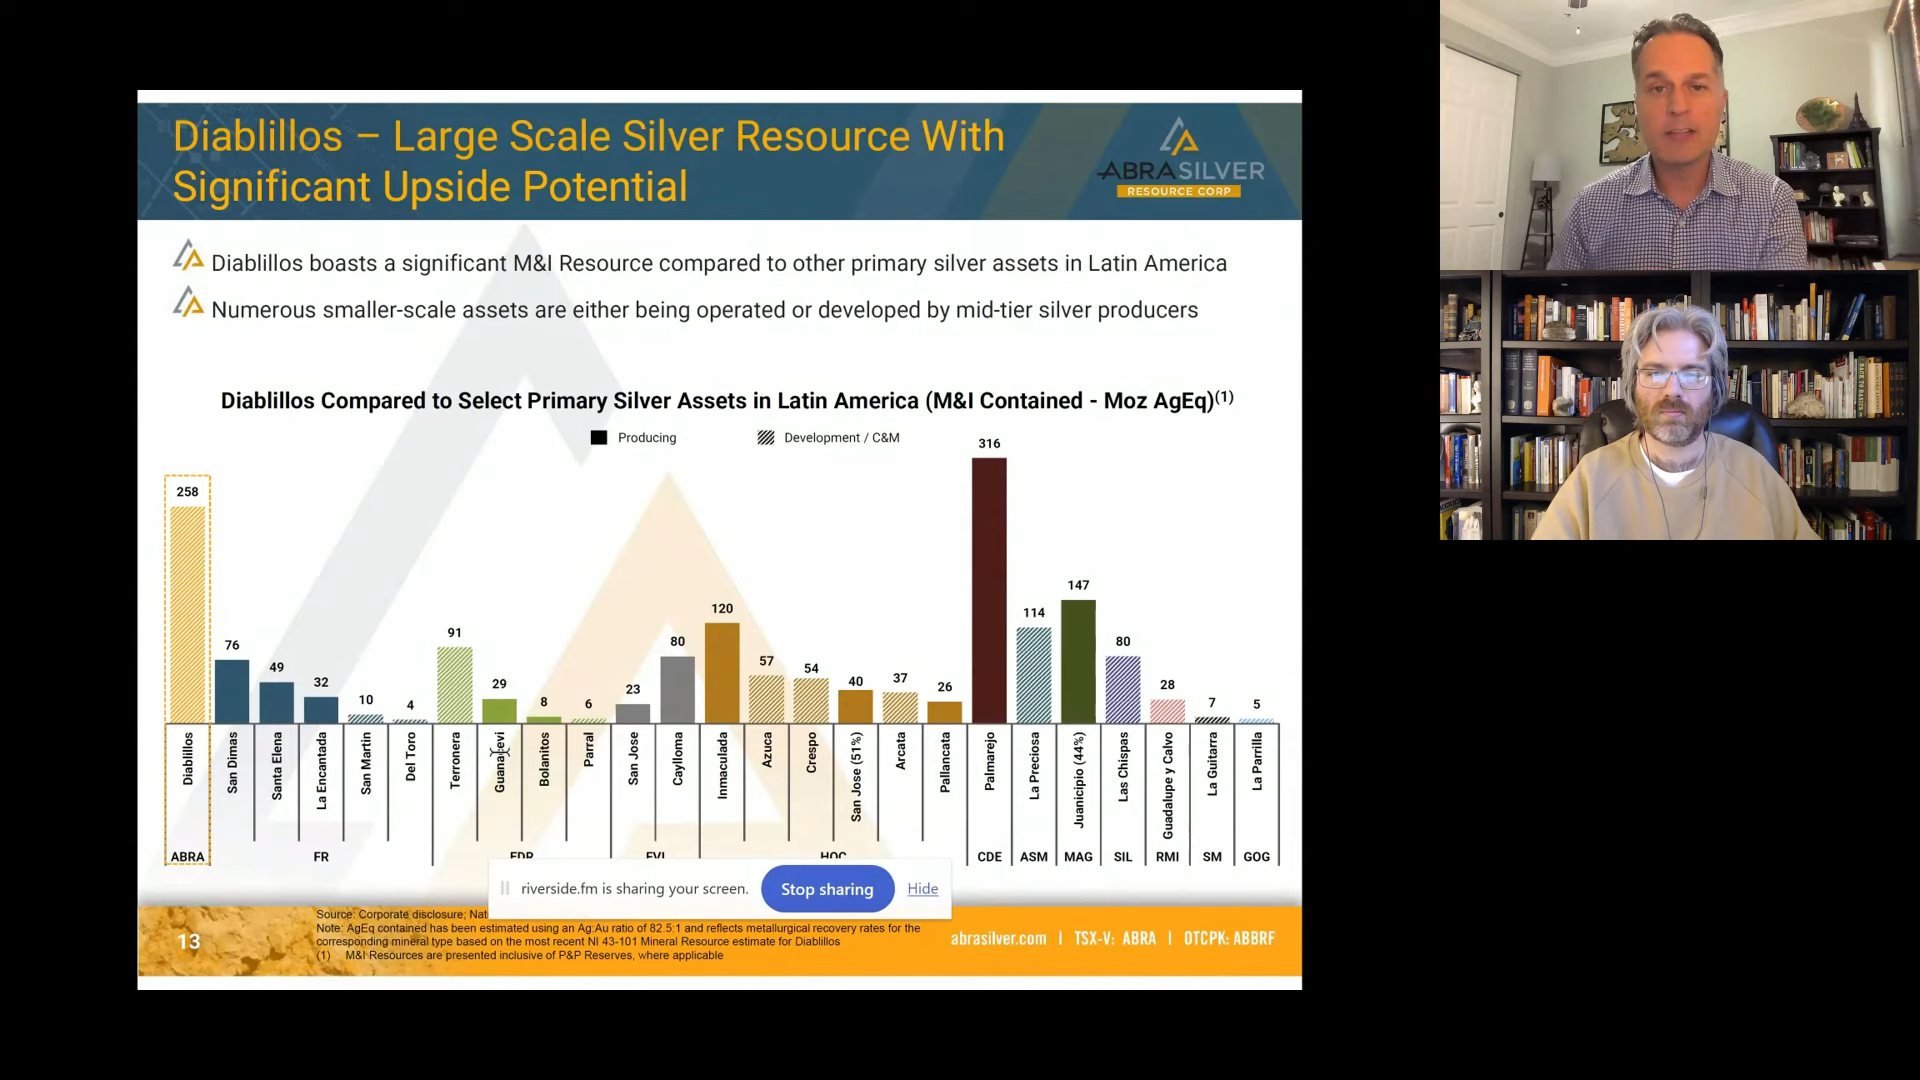 Diablillos – Large Scale Silver Resource With
Significant Upside Potential
ABRASILVER
RESOURCE CORP
Diablillos boasts a significant M&I Resource compared to other primary silver assets in Latin America
Numerous smaller-scale assets are either being operated or developed by mid-tier silver producers
Diablillos Compared to Select Primary Silver Assets in Latin America (M&I Contained - Moz AgEq)(1)
Producing
Development / C&M
258
76
49
32
10
4
91
29
8
6
23
80
120
57
54
40
37
26
316
114
147
80
28
7
5
Diablillos
San Dimas
Santa Elena
La Encantada
San Martin
Del Toro
Terronera
Guanacevi
Bolanitos
Parral
San Jose
Caylloma
Inmaculada
Azuca
Crespo
San Jose (51%)
Arcata
Pallancata
Palmarejo
La Preciosa
Juanicipio (44%)
Las Chispas
Guadalupe y Calvo
La Guitarra
La Parrilla
ABRA
FR
EDR
FVI
HOC
CDE
ASM
MAG
SIL
RMI
SM
GOG
riverside.fm is sharing your screen.
Stop sharing
Hide
Source: Corporate disclosure; Nat
Note: AgEq contained has been estimated using an Ag:Au ratio of 82.5:1 and reflects metallurgical recovery rates for the
corresponding mineral type based on the most recent NI 43-101 Mineral Resource estimate for Diablillos
(1) M&I Resources are presented inclusive of P&P Reserves, where applicable
13
abrasilver.com | TSX-V: ABRA | OTCPK: ABBRF